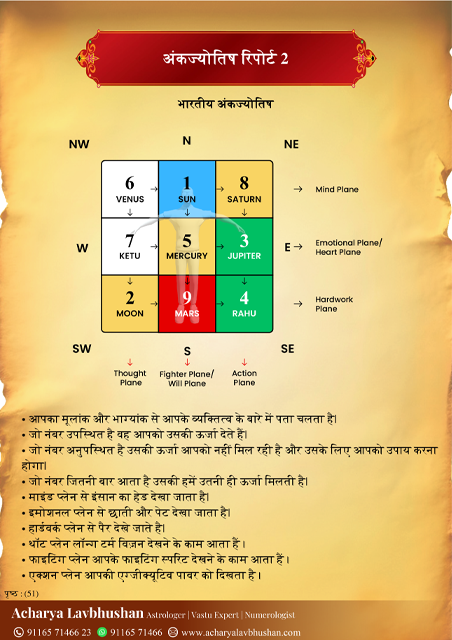 अंकज्योतिष रिपोर्ट 2
भारतीय अंकज्योतिष
NW N NE
6 1 8
VENUS SUN SATURN
Mind Plane
7 5 3
W KETU MERCURY JUPITER E
Emotional Plane/
Heart Plane
2 9 4
MOON MARS RAHU
Hardwork
Plane
SW S SE
Thought
Plane
Fighter Plane/
Will Plane
Action
Plane
• आपका मूलांक और भाग्यांक से आपके व्यक्तित्व के बारे में पता चलता है।
• जो नंबर उपस्थित है वह आपको उसकी ऊर्जा देते हैं।
• जो नंबर अनुपस्थित है उसकी ऊर्जा आपको नहीं मिल रही है और उसके लिए आपको उपाय करना
होगा।
• जो नंबर जितनी बार आता है उसकी हमें उतनी ही ऊर्जा मिलती है।
• माइंड प्लेन से इंसान का हेड देखा जाता है।
• इमोशनल प्लेन से छाती और पेट देखा जाता है।
• हार्डवर्क प्लेन से पैर देखे जाते है।
• थॉट प्लेन लॉन्ग टर्म विज़न देखने के काम आता हैं ।
• फाइटिंग प्लेन आपके फाइटिंग स्परिट देखने के काम आता हैं ।
• एक्शन प्लेन आपकी एग्जीक्यूटिव पावर को दिखता है ।
पृष्ठ : (51)
Acharya Lavbhushan Astrologer | Vastu Expert | Numerologist
91165 71466 23 91165 71466 www.acharyalavbhushan.com